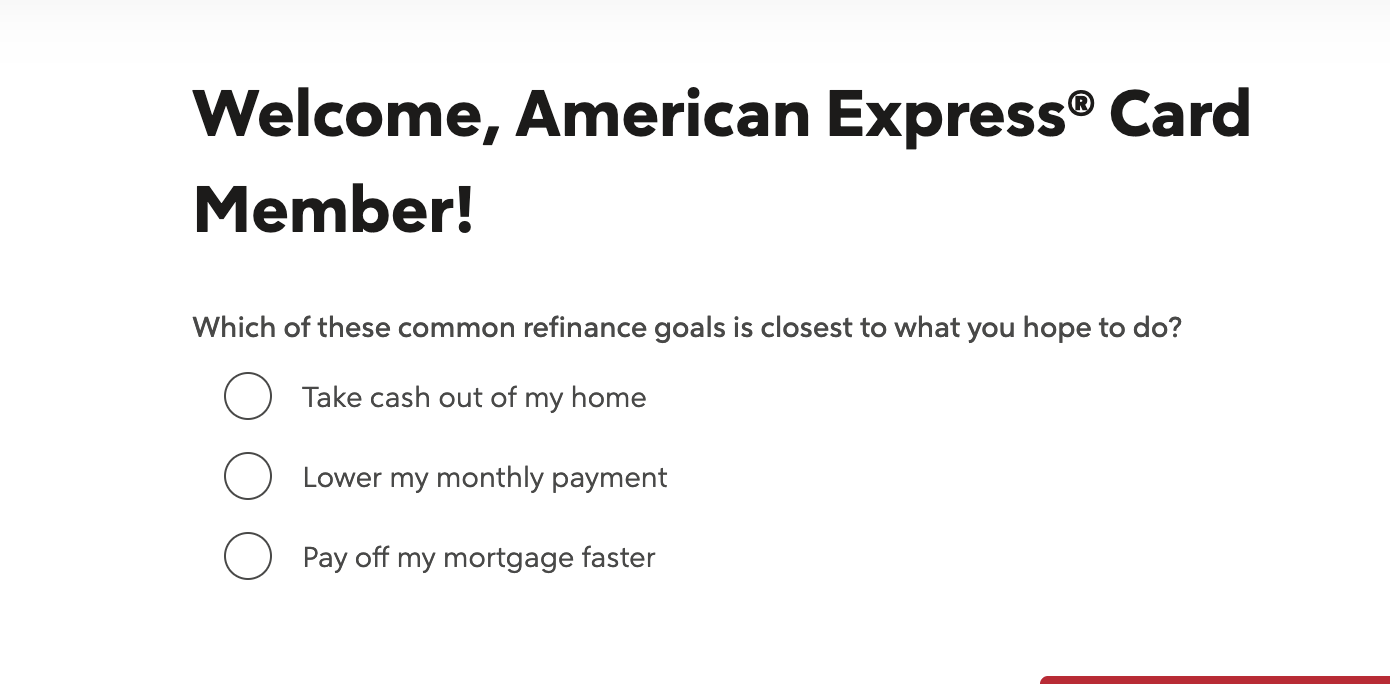 Welcome, American Express® Card
Member!
Which of these common refinance goals is closest to what you hope to do?
Take cash out of my home
Lower my monthly payment
Pay off my mortgage faster